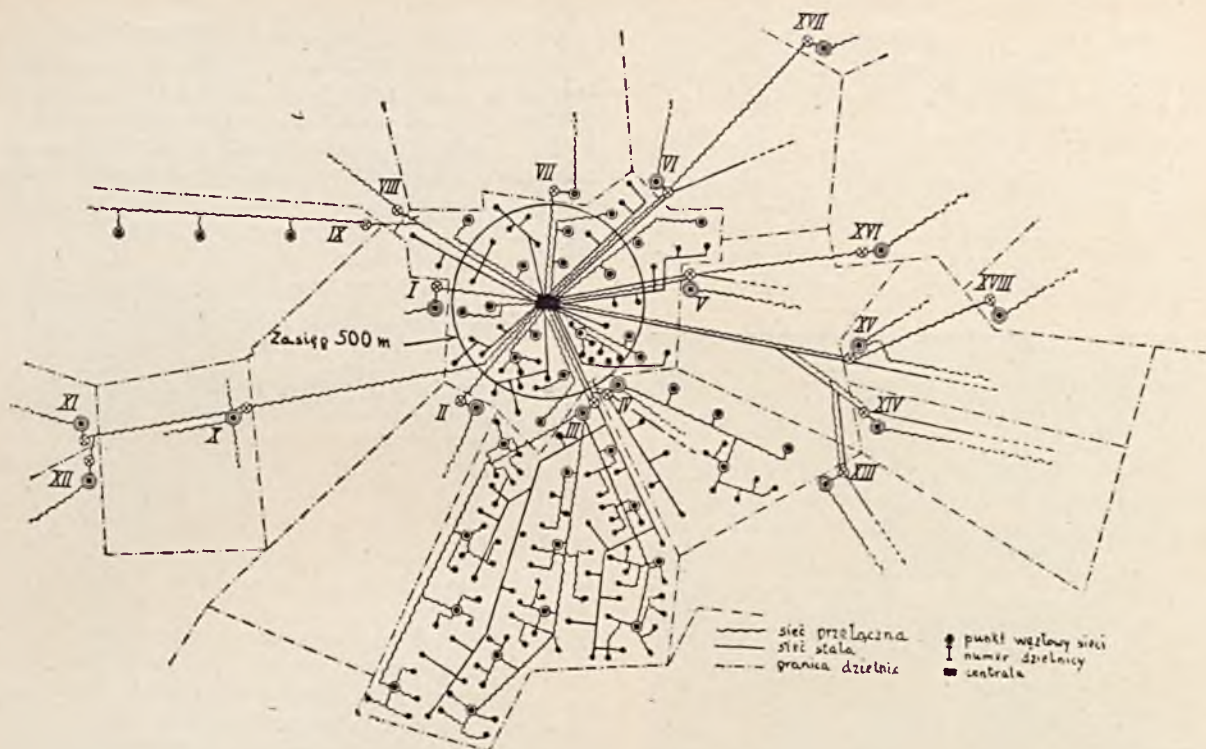 XVII
VII
VI
VIII
IX
XVI
I
V
XVIII
Zasięg 500 m
XV
XI
X
II
III
IV
XIV
XII
XIII
sieć przełączna
sieć stała
granica dzielnic
punkt węzłowy sieci
I numer dzielnicy
centrala